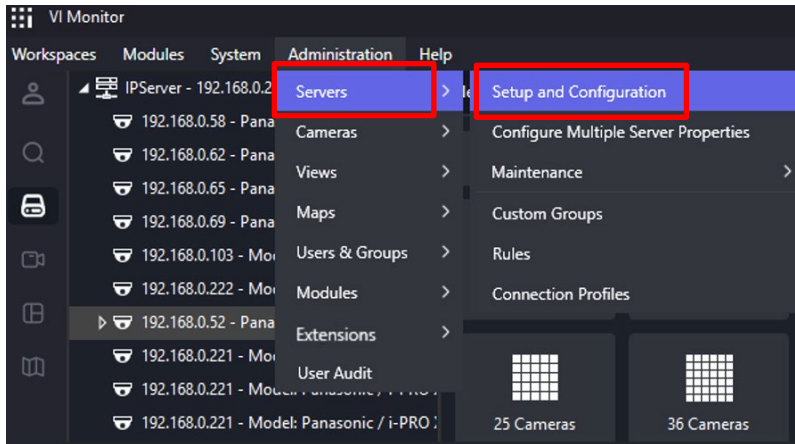 VI Monitor
Workspaces Modules System Administration Help
IPServer - 192.168.0.2
192.168.0.58 - Pana
192.168.0.62 - Pana
192.168.0.65 - Pana
192.168.0.69 - Pana
192.168.0.103 - Mo
192.168.0.222 - Mo
192.168.0.52 - Pana
192.168.0.221 - Mo
192.168.0.221 -
192.168.0.221 - Model: Panasonic / i-PRO
Servers
Cameras
Views
Maps
Users & Groups
Modules
Extensions
User Audit
Setup and Configuration
Configure Multiple Server Properties
Maintenance
Custom Groups
Rules
Connection Profiles
25 Cameras
36 Cameras